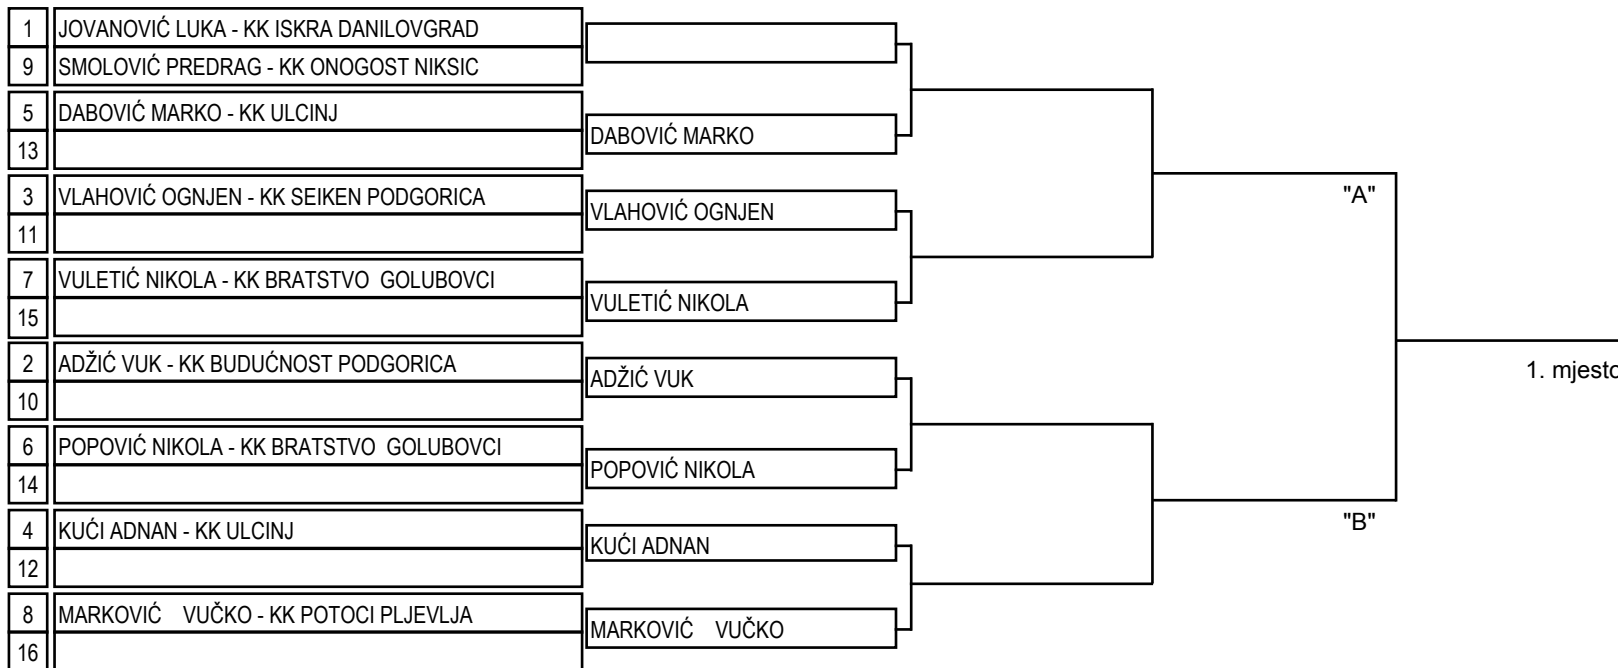 1 JOVANOVIĆ LUKA - KK ISKRA DANILOVGRAD
9 SMOLOVIĆ PREDRAG - KK ONOGOST NIKSIC
5 DABOVIĆ MARKO - KK ULCINJ
13
DABOVIĆ MARKO
3 VLAHOVIĆ OGNJEN - KK SEIKEN PODGORICA
11
VLAHOVIĆ OGNJEN
"A"
7 VULETIĆ NIKOLA - KK BRATSTVO GOLUBOVCI
15
VULETIĆ NIKOLA
2 ADŽIĆ VUK - KK BUDUĆNOST PODGORICA
10
ADŽIĆ VUK
1. mjesto
6 POPOVIĆ NIKOLA - KK BRATSTVO GOLUBOVCI
14
POPOVIĆ NIKOLA
4 KUĆI ADNAN - KK ULCINJ
12
KUĆI ADNAN
"B"
8 MARKOVIĆ VUČKO - KK POTOCI PLJEVLJA
16
MARKOVIĆ VUČKO